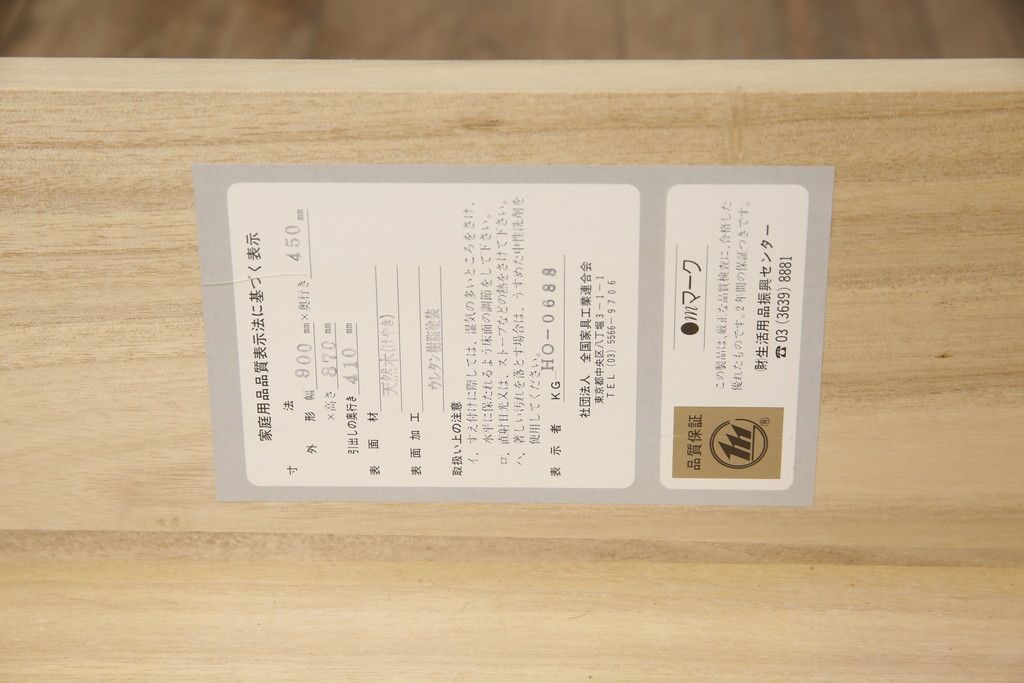 家庭用品品質表示法に基づく表示
寸法
外形 幅 900 mm × 奥行き 450 mm
×高さ 870 mm
引出しの奥行き 410 mm
表面材 天然木(けやき)
表面加工 ウレタン樹脂塗装
取扱い上の注意
イ、すえ付けに際しては、湿気の多いところをさけ、
水平に保たれるよう床面の調節をして下さい。
ロ、直射日光又は、ストーブなどの熱をさけて下さい。
ハ、著しい汚れを落とす場合は、うすめた中性洗剤を
使用してください。
表示者 KG HO-0688
社団法人 全国家具工業連合会
東京都中央区八丁堀3-1-1
TEL (03) 5566-9706
品質保証
®
●mマーク
この製品は、厳正な品質検査に、合格した
優れたものです。2年間の保証つきです。
財生活用品振興センター
☎03(3639)8881